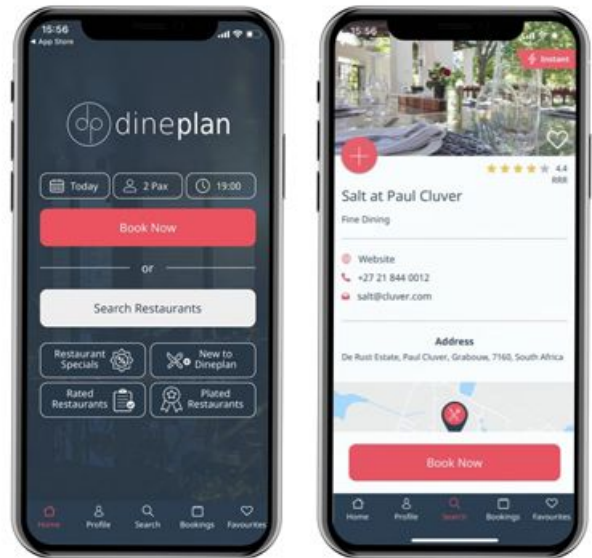 15:56
App Store
dp dineplan
Today
2 Pax
19:00
Book Now
or
Search Restaurants
Restaurant
Specials
New to
Dineplan
Rated
Restaurants
Plated
Restaurants
Home
Profile
Search
Bookings
Favourites
15:56
Instant
4.4
RRR
Salt at Paul Cluver
Fine Dining
Website
+27 21 844 0012
salt@cluver.com
Address
De Rust Estate, Paul Cluver, Grabouw, 7160, South Africa
Book Now
Home
Profile
Search
Bookings
Favourites